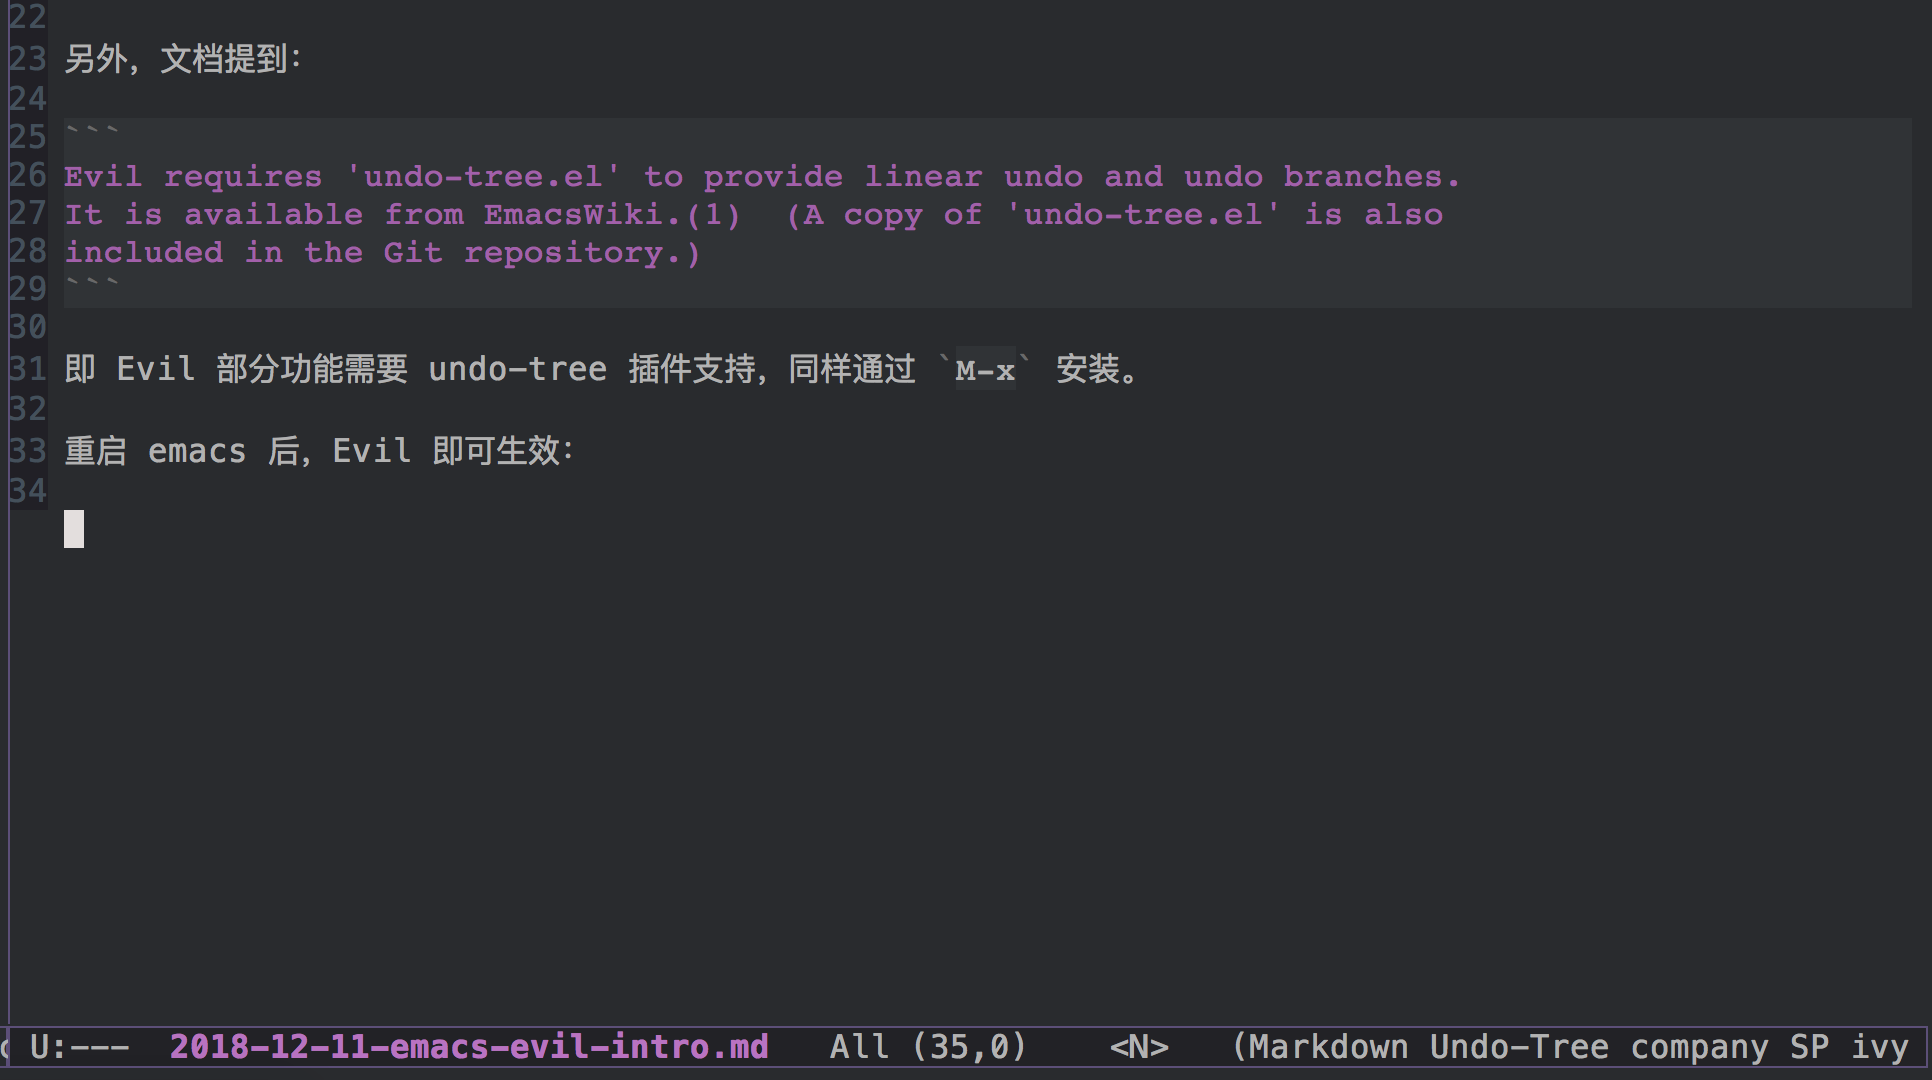 22
23 另外，文档提到：
24
25 ```
26 Evil requires 'undo-tree.el' to provide linear undo and undo branches.
27 It is available from EmacsWiki.(1)  (A copy of 'undo-tree.el' is also
28 included in the Git repository.)
29 ```
30
31 即 Evil 部分功能需要 undo-tree 插件支持，同样通过 `M-x` 安装。
32
33 重启 emacs 后，Evil 即可生效：
34
U:---  2018-12-11-emacs-evil-intro.md   All (35,0)    <N>   (Markdown Undo-Tree company SP ivy